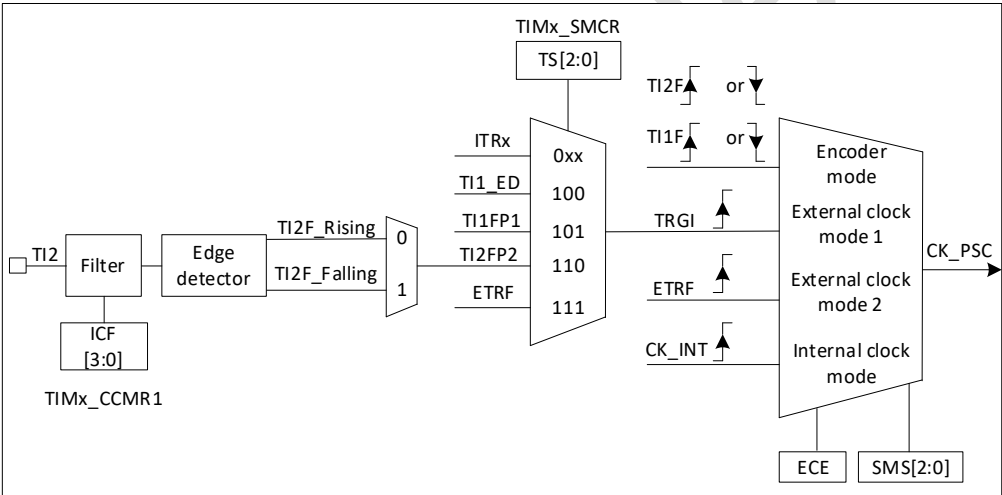 TIMx_SMCR
TS[2:0]
TI2F or
TI1F or
ITRx
0xx
TI1_ED
100
TI1FP1
101
TI2FP2
110
ETRF
111
TI2
Filter
Edge
detector
TI2F_Rising
0
TI2F_Falling
1
ICF
[3:0]
TIMx_CCMR1
TRGI
ETRF
CK_INT
Encoder
mode
External clock
mode 1
External clock
mode 2
Internal clock
mode
CK_PSC
ECE
SMS[2:0]